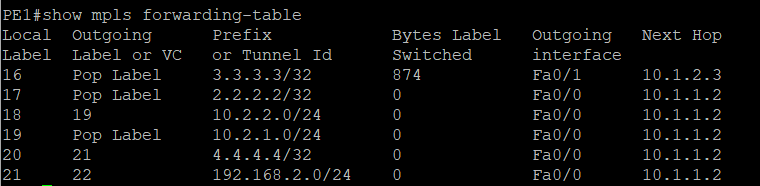 PE1#show mpls forwarding-table
Local Outgoing Prefix Bytes Label Outgoing Next Hop
Label Label or VC or Tunnel Id Switched interface
16 Pop Label 3.3.3.3/32 874 Fa0/1 10.1.2.3
17 Pop Label 2.2.2.2/32 0 Fa0/0 10.1.1.2
18 19 10.2.2.0/24 0 Fa0/0 10.1.1.2
19 Pop Label 10.2.1.0/24 0 Fa0/0 10.1.1.2
20 21 4.4.4.4/32 0 Fa0/0 10.1.1.2
21 22 192.168.2.0/24 0 Fa0/0 10.1.1.2